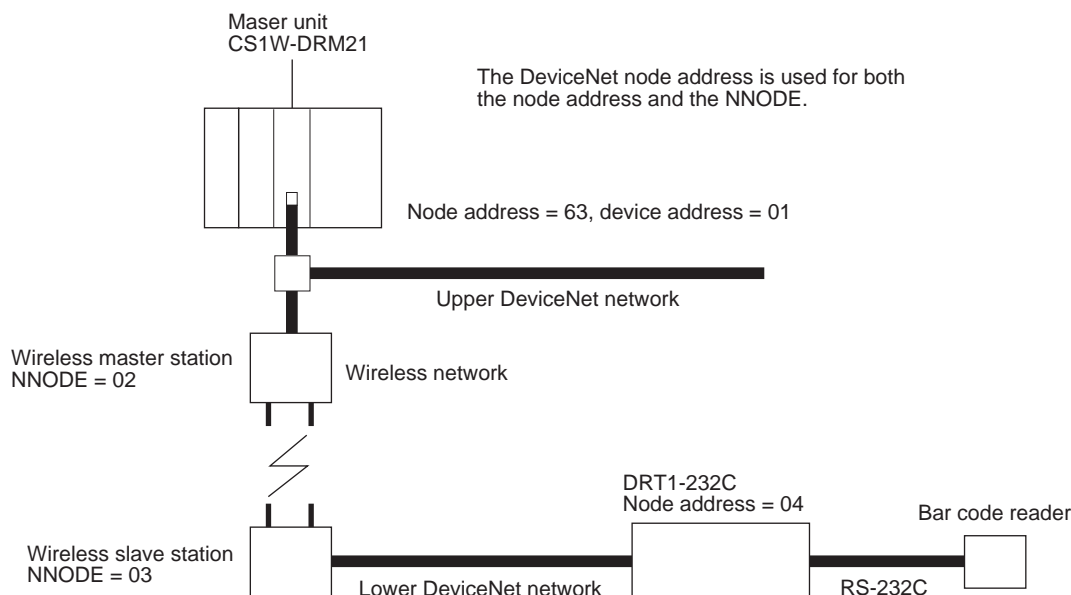 Maser unit
CS1W-DRM21
The DeviceNet node address is used for both
the node address and the NNODE.
Node address = 63, device address = 01
Upper DeviceNet network
Wireless master station
NNODE = 02
Wireless network
DRT1-232C
Node address = 04
Bar code reader
Wireless slave station
NNODE = 03
Lower DeviceNet network
RS-232C